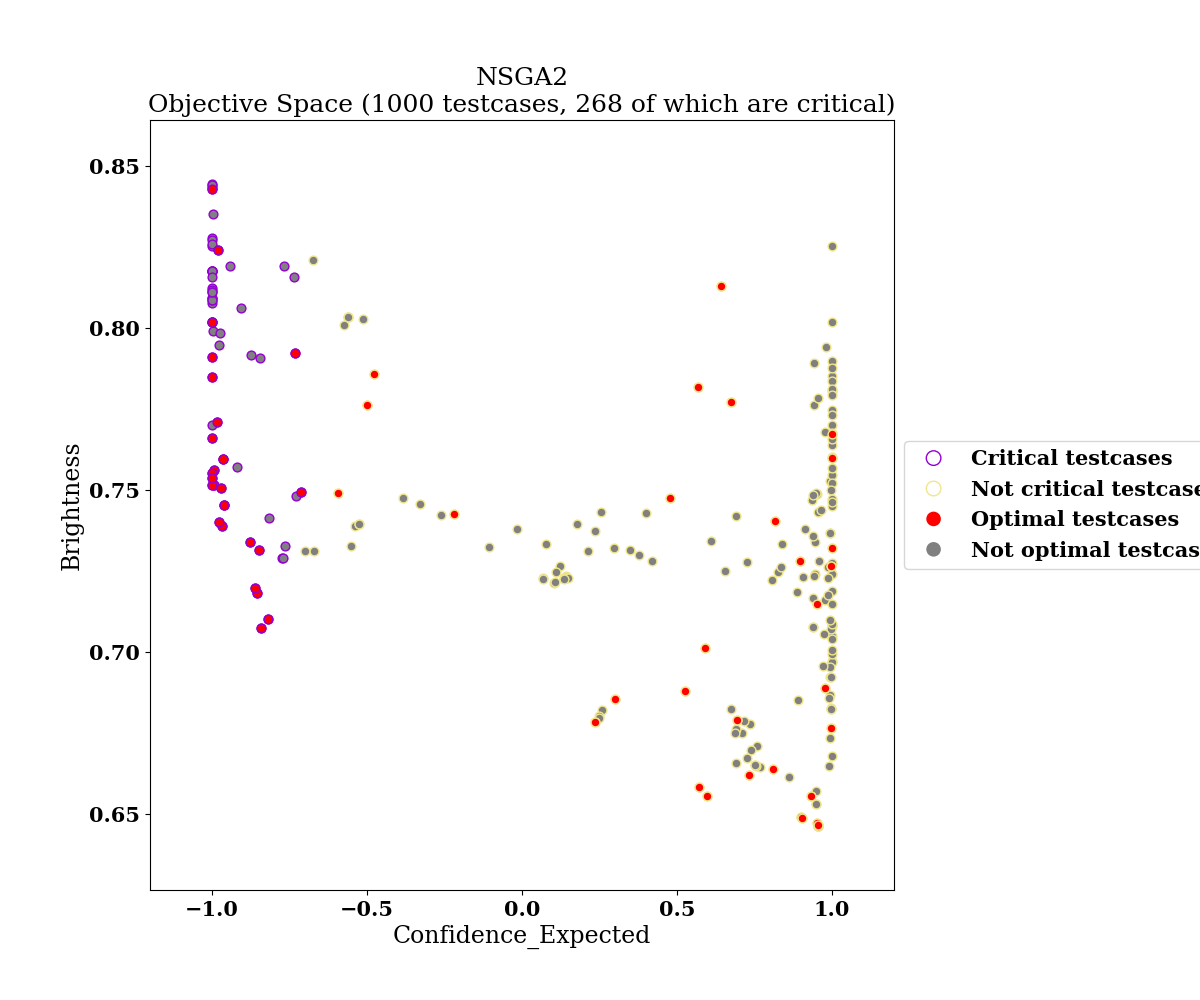 NSGA2
Objective Space (1000 testcases, 268 of which are critical)
0.85
0.80
0.75
0.70
0.65
Brightness
−1.0
−0.5
0.0
0.5
1.0
Confidence_Expected
Critical testcases
Not critical testcase
Optimal testcases
Not optimal testcas